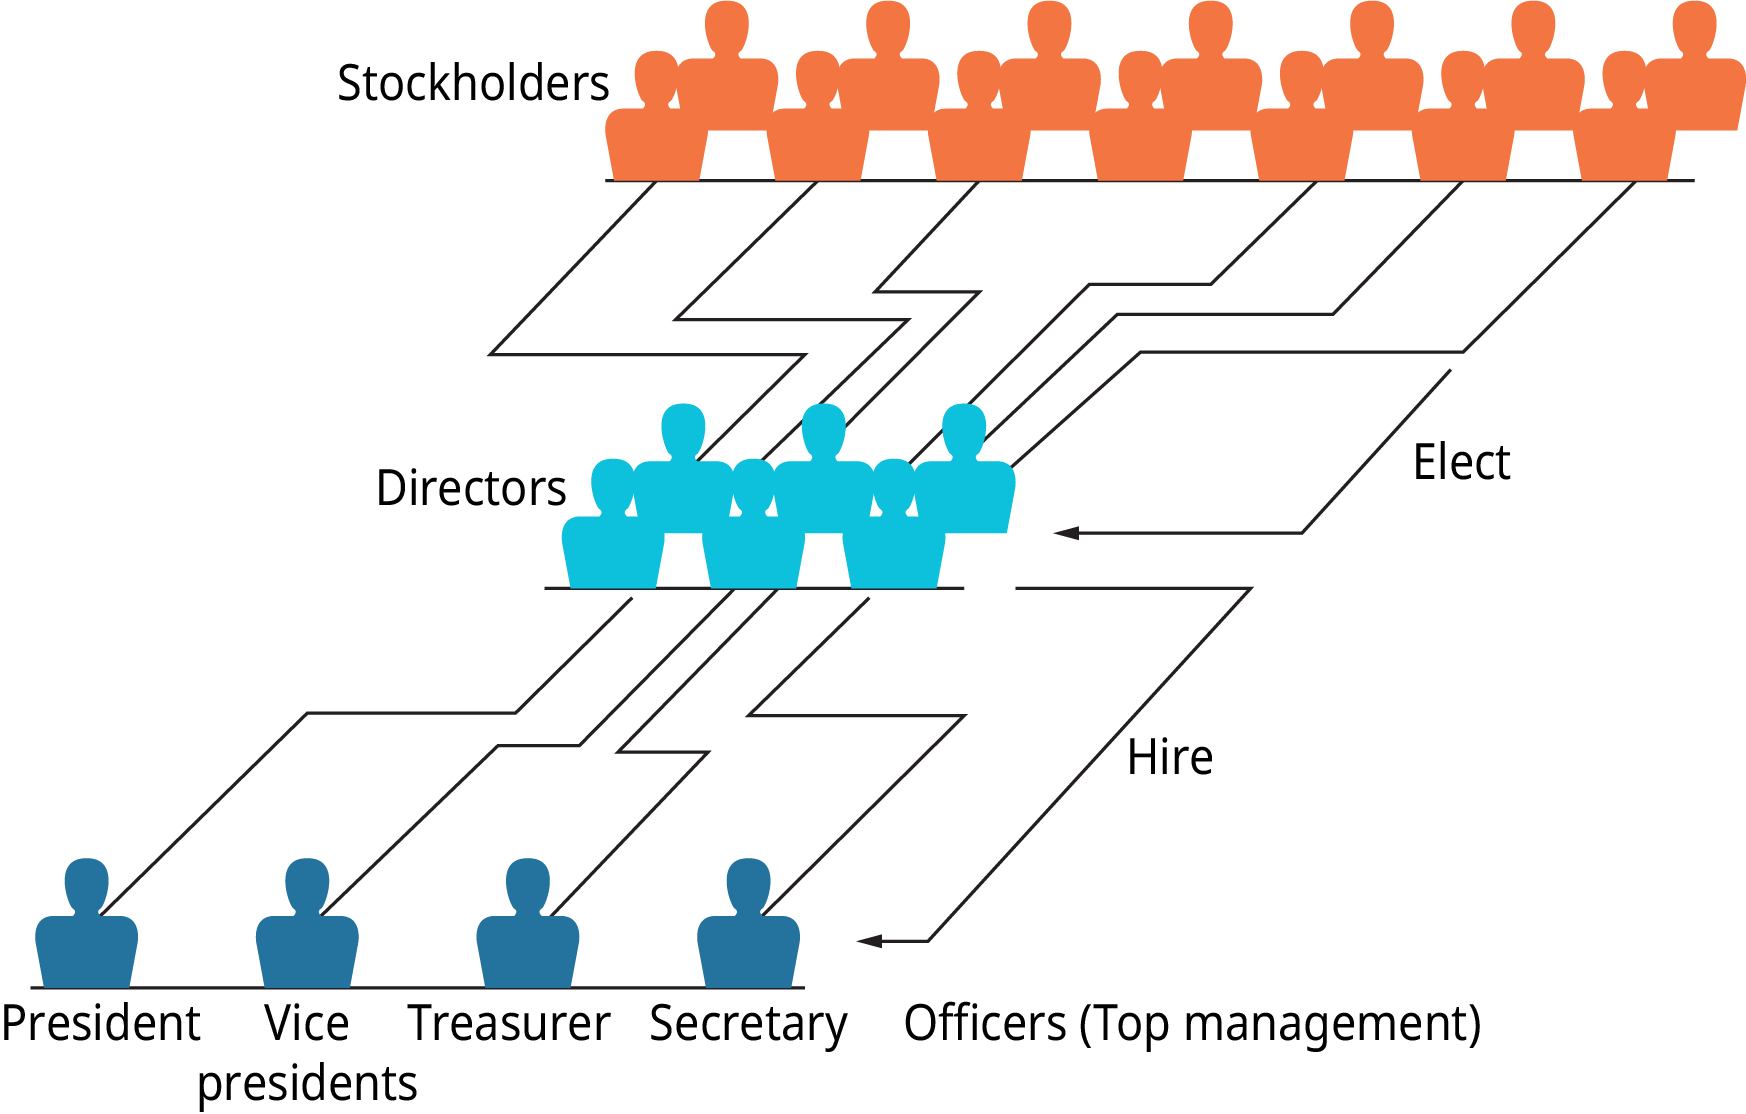 Stockholders
Directors
Elect
Hire
President
Vice
presidents
Treasurer
Secretary
Officers (Top management)